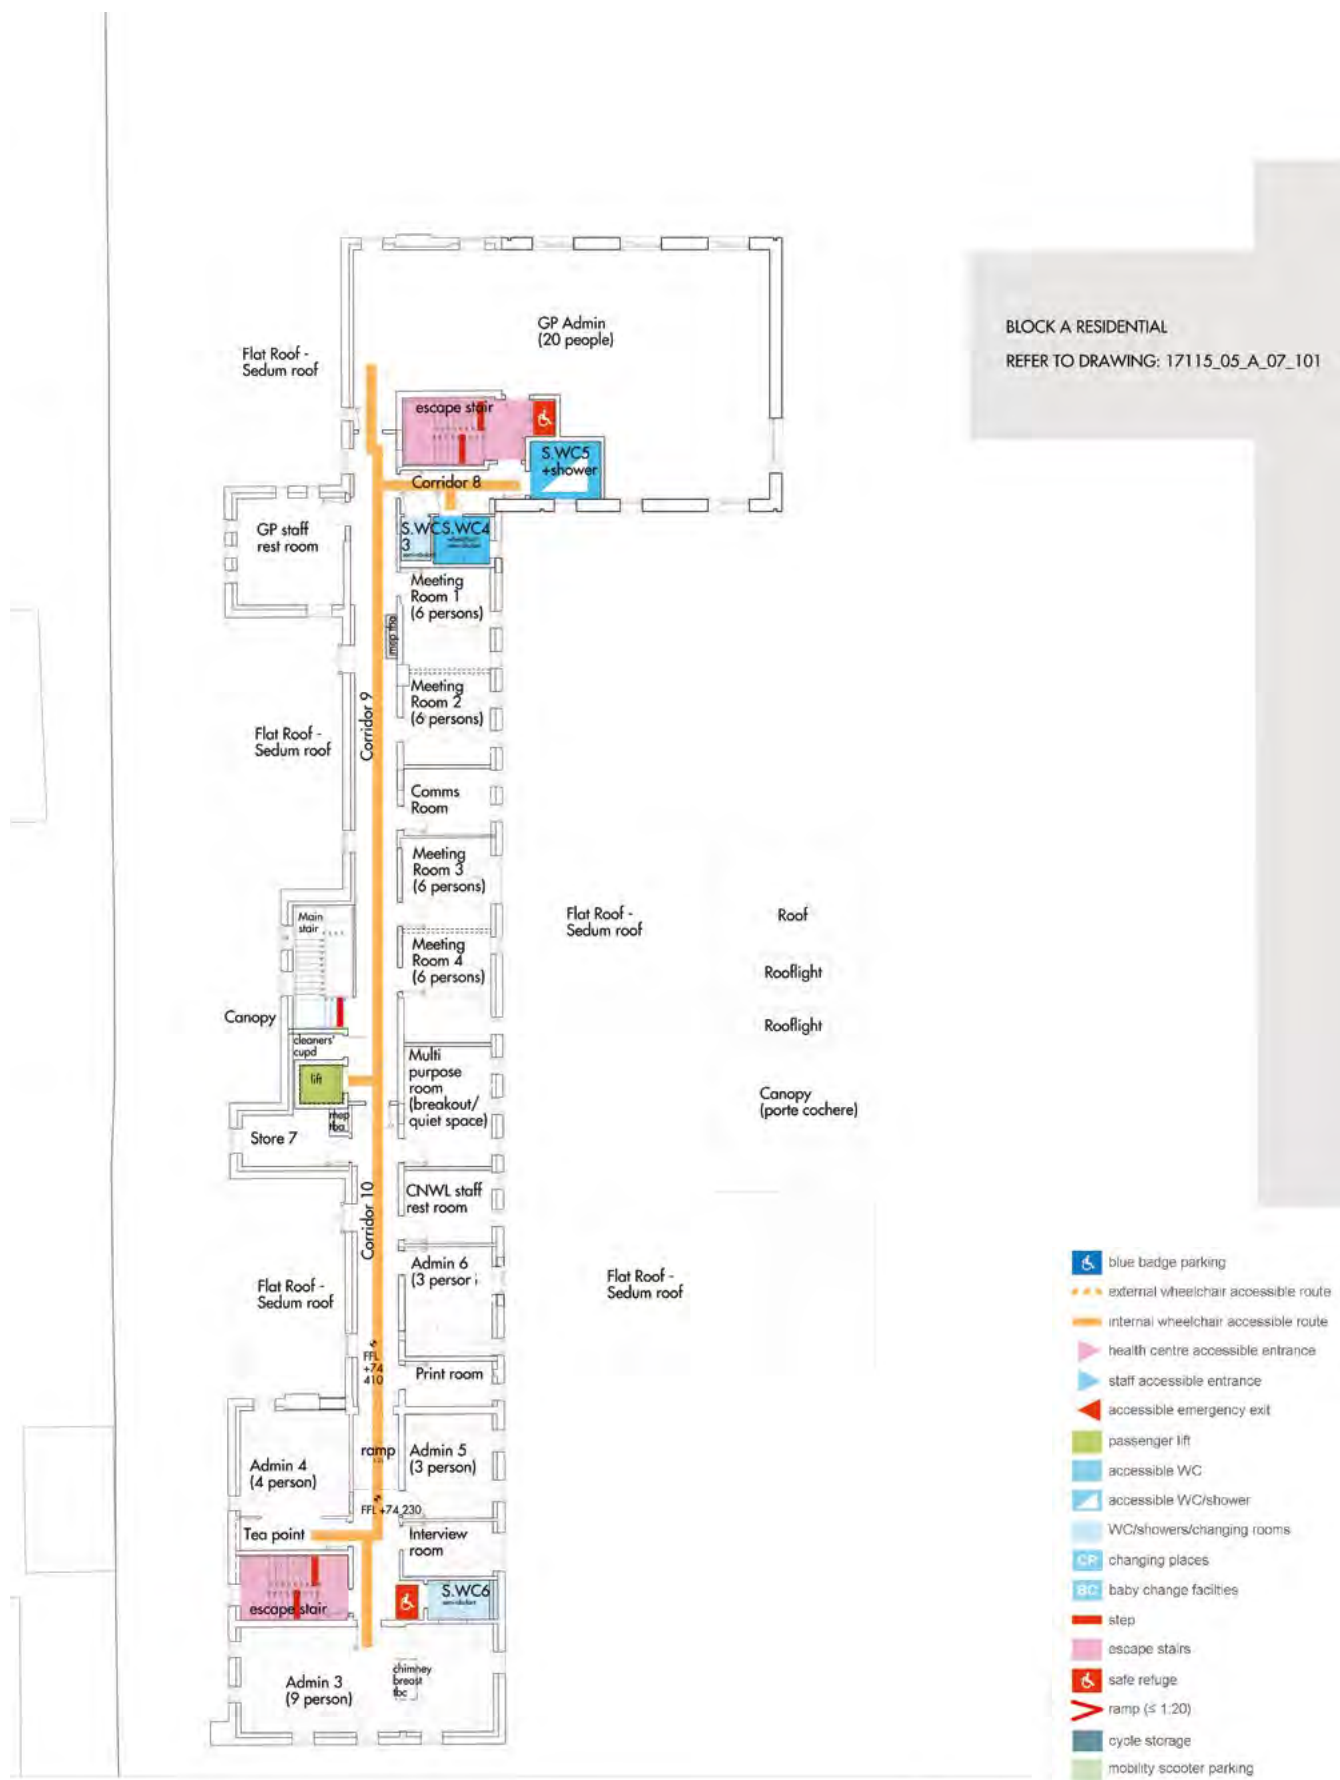 BLOCK A RESIDENTIAL
REFER TO DRAWING: 17115_05_A_07_101
GP Admin
(20 people)
Flat Roof -
Sedum roof
escape stair
S.WC5
+shower
Corridor 8
GP staff
rest room
S.WC
3
S.WC4
Meeting
Room 1
(6 persons)
mep tba
Meeting
Room 2
(6 persons)
Corridor 9
Flat Roof -
Sedum roof
Comms
Room
Meeting
Room 3
(6 persons)
Main
stair
Flat Roof -
Sedum roof
Roof
Meeting
Room 4
(6 persons)
Rooflight
Canopy
Rooflight
cleaners'
cupd
lift
Multi
purpose
room
(breakout/
quiet space)
Canopy
(porte cochere)
mep
tba
Store 7
CNWL staff
rest room
Corridor 10
Admin 6
(3 person
Flat Roof -
Sedum roof
Flat Roof -
Sedum roof
FFL
+74
410
Print room
ramp
Admin 5
(3 person)
Admin 4
(4 person)
FFL +74 230
Tea point
Interview
room
S.WC6
escape stair
Admin 3
(9 person)
chimney
breast
tbc
blue badge parking
external wheelchair accessible route
internal wheelchair accessible route
health centre accessible entrance
staff accessible entrance
accessible emergency exit
passenger lift
accessible WC
accessible WC/shower
WC/showers/changing rooms
CP changing places
BC baby change facilties
step
escape stairs
safe refuge
ramp (≤ 1:20)
cycle storage
mobility scooter parking